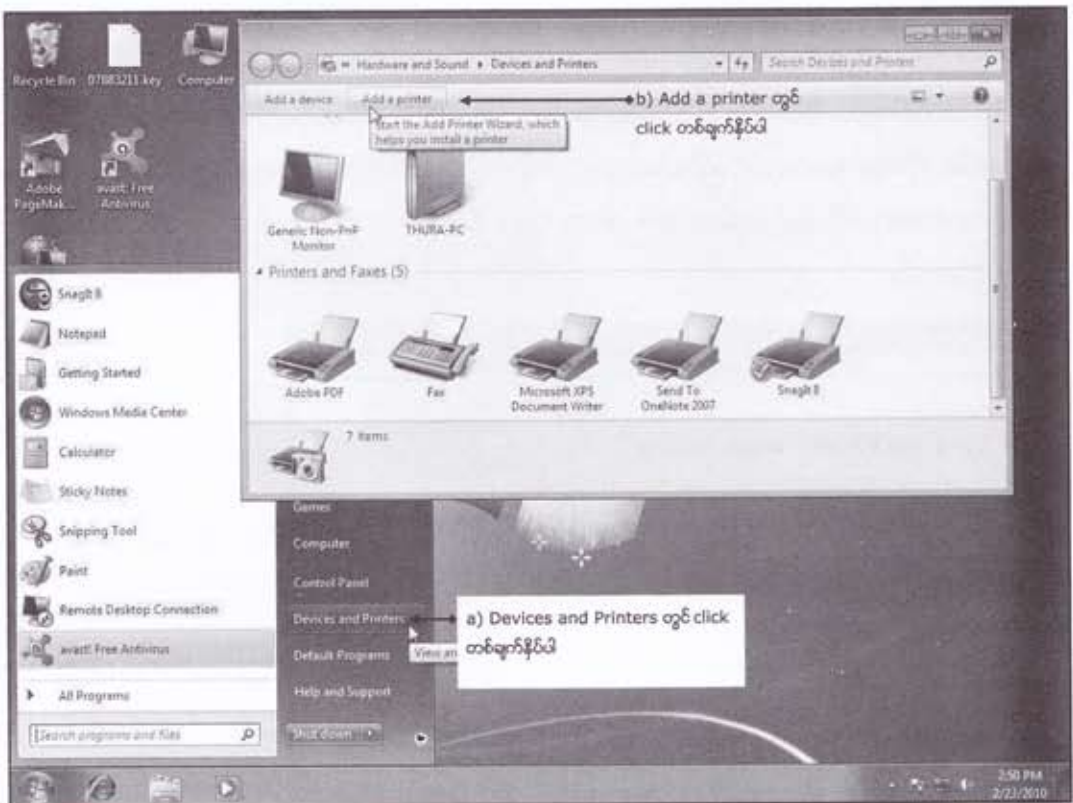 Recycle Bin
07883211.key
Computer
Adobe
PageMak...
avast! Free
Antivirus
Hardware and Sound
Devices and Printers
Search Devices and Printers
Add a device
Add a printer
b) Add a printer တွင်
click တစ်ချက်နှိပ်ပါ
Start the Add Printer Wizard, which
helps you install a printer
Generic Non-PnP
Monitor
THURA-PC
Printers and Faxes (5)
Adobe PDF
Fax
Microsoft XPS
Document Writer
Send To
OneNote 2007
SnagIt 8
7 items
SnagIt 8
Notepad
Getting Started
Windows Media Center
Calculator
Sticky Notes
Snipping Tool
Paint
Remote Desktop Connection
avast! Free Antivirus
All Programs
Search programs and files
Games
Computer
Control Panel
Devices and Printers
Default Programs
Help and Support
Shut down
a) Devices and Printers တွင် click
တစ်ချက်နှိပ်ပါ
View an
2:50 PM
2/23/2010